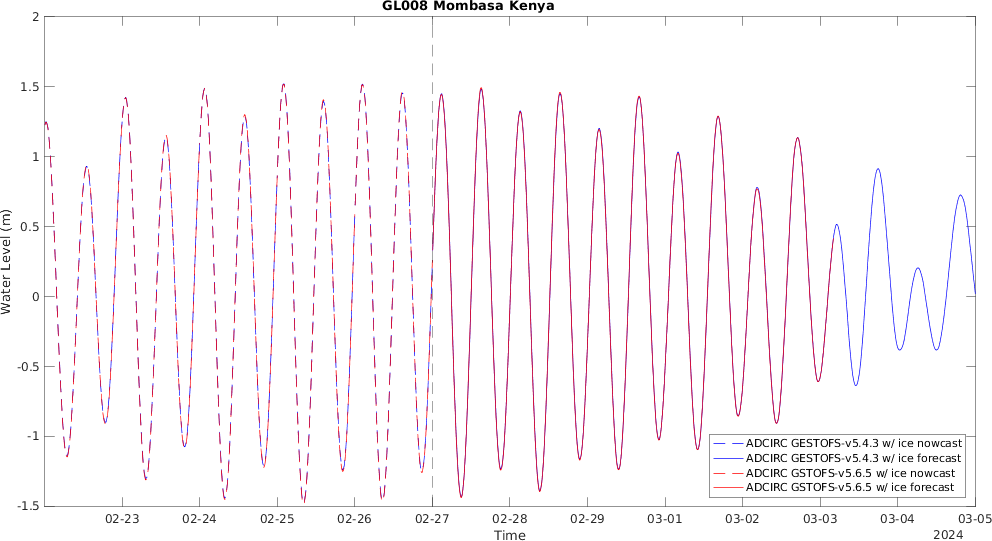 GL008 Mombasa Kenya
2
1.5
1
0.5
0
-0.5
-1
-1.5
Water Level (m)
ADCIRC GESTOFS-v5.4.3 w/ ice nowcast
ADCIRC GESTOFS-v5.4.3 w/ ice forecast
ADCIRC GSTOFS-v5.6.5 w/ ice nowcast
ADCIRC GSTOFS-v5.6.5 w/ ice forecast
02-23 02-24 02-25 02-26 02-27 02-28 02-29 03-01 03-02 03-03 03-04 03-05
Time
2024